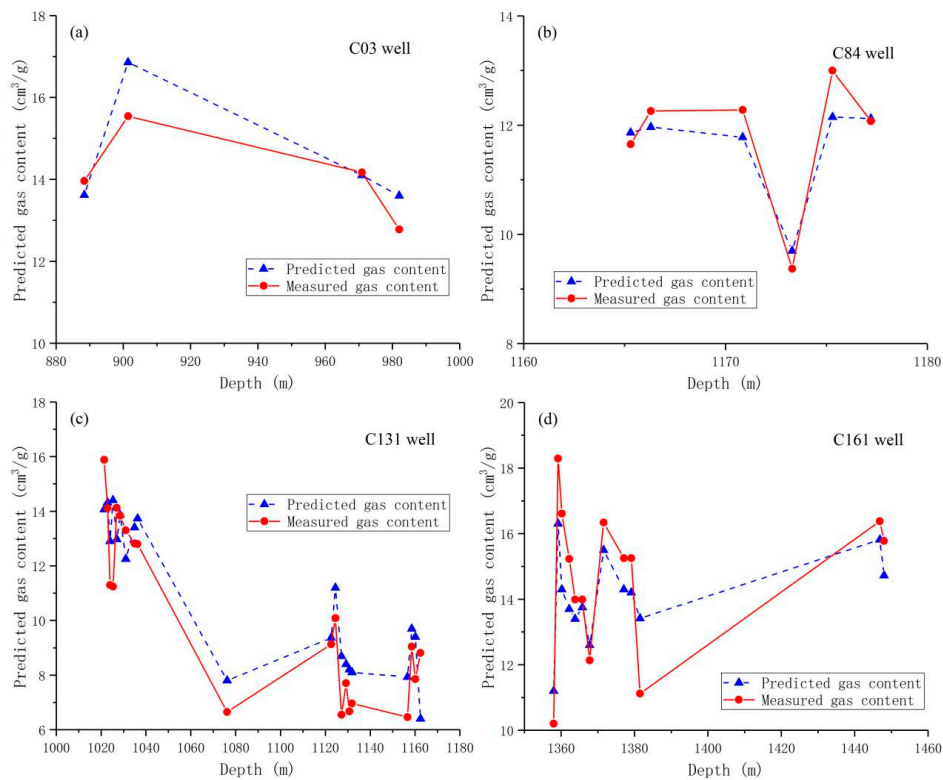 (a)
C03 well
Predicted gas content (cm³/g)
18
16
14
12
10
Predicted gas content
Measured gas content
880 900 920 940 960 980 1000
Depth (m)
(b)
C84 well
Predicted gas content (cm³/g)
14
12
10
8
Predicted gas content
Measured gas content
1160 1170 1180
Depth (m)
(c)
C131 well
Predicted gas content (cm³/g)
18
16
14
12
10
8
6
Predicted gas content
Measured gas content
1000 1020 1040 1060 1080 1100 1120 1140 1160 1180
Depth (m)
(d)
C161 well
Predicted gas content (cm³/g)
20
18
16
14
12
10
Predicted gas content
Measured gas content
1360 1380 1400 1420 1440 1460
Depth (m)